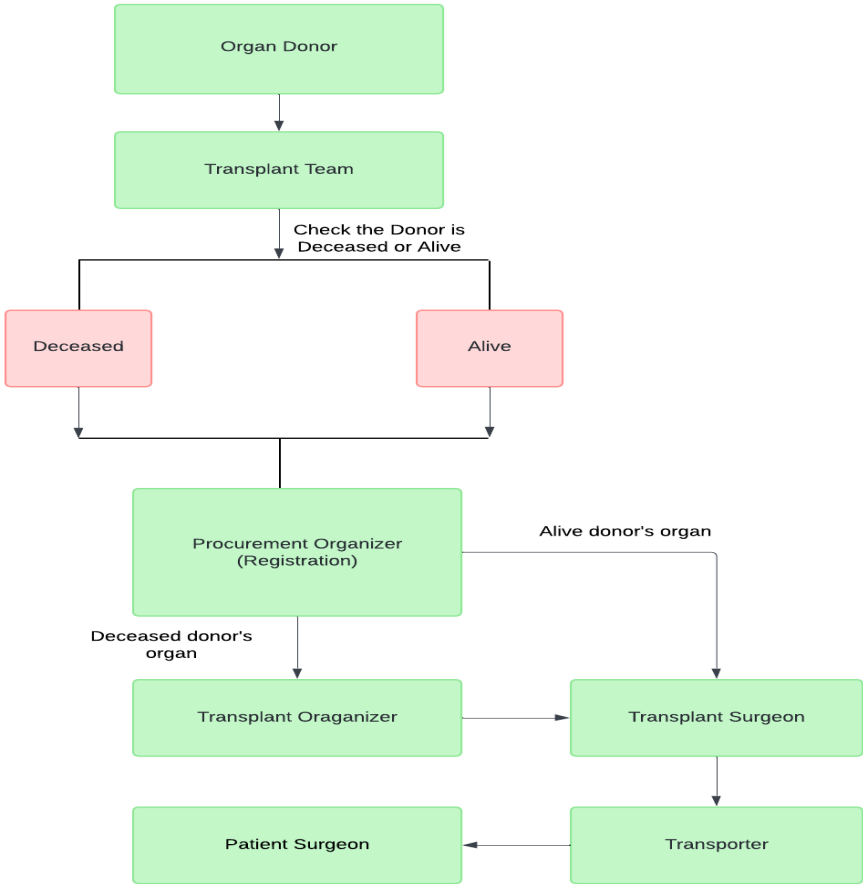 Organ Donor
Transplant Team
Check the Donor is
Deceased or Alive
Deceased
Alive
Procurement Organizer
(Registration)
Alive donor's organ
Deceased donor's
organ
Transplant Oraganizer
Transplant Surgeon
Patient Surgeon
Transporter